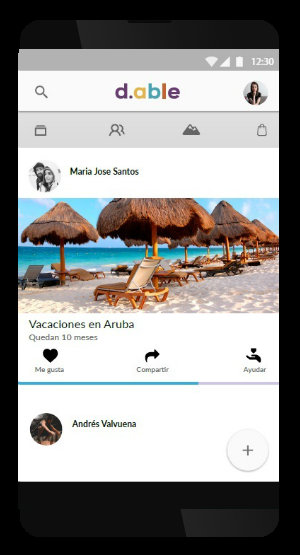 12:30
d.able
Maria Jose Santos
Vacaciones en Aruba
Quedan 10 meses
Me gusta
Compartir
Ayudar
Andrés Valvuena